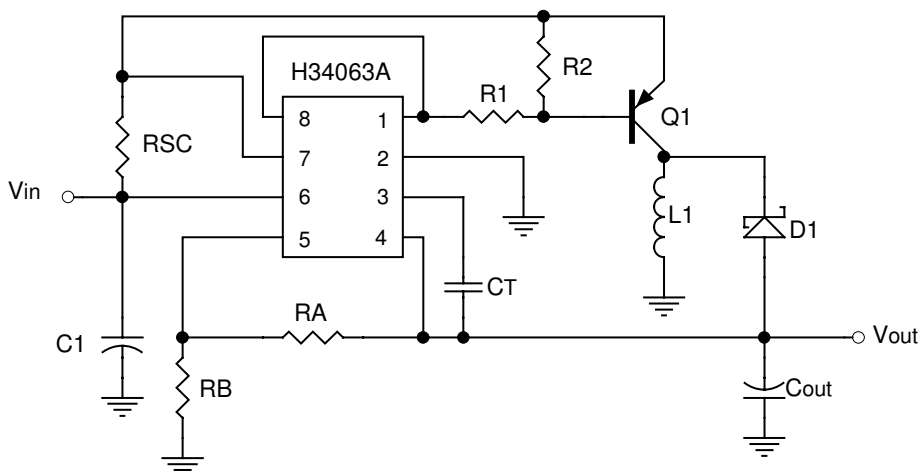 H34063A
R2
R1
Q1
8
1
RSC
7
2
Vin
6
3
L1
5
4
D1
CT
RA
C1
Vout
RB
Cout